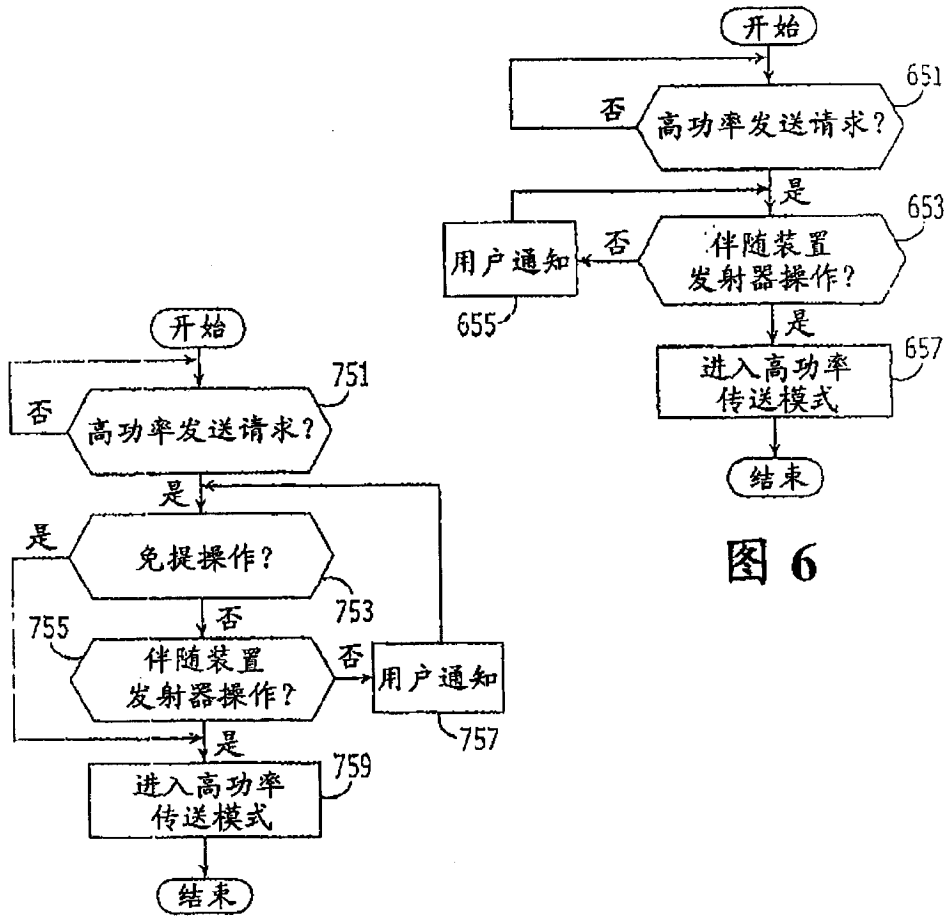 开始
651
否
高功率发送请求？
是
653
用户通知
否
伴随装置
发射器操作？
655
是
657
进入高功率
传送模式
结束
图 6
开始
751
否
高功率发送请求？
是
是
免提操作？
753
否
755
伴随装置
发射器操作？
否
用户通知
757
是
759
进入高功率
传送模式
结束